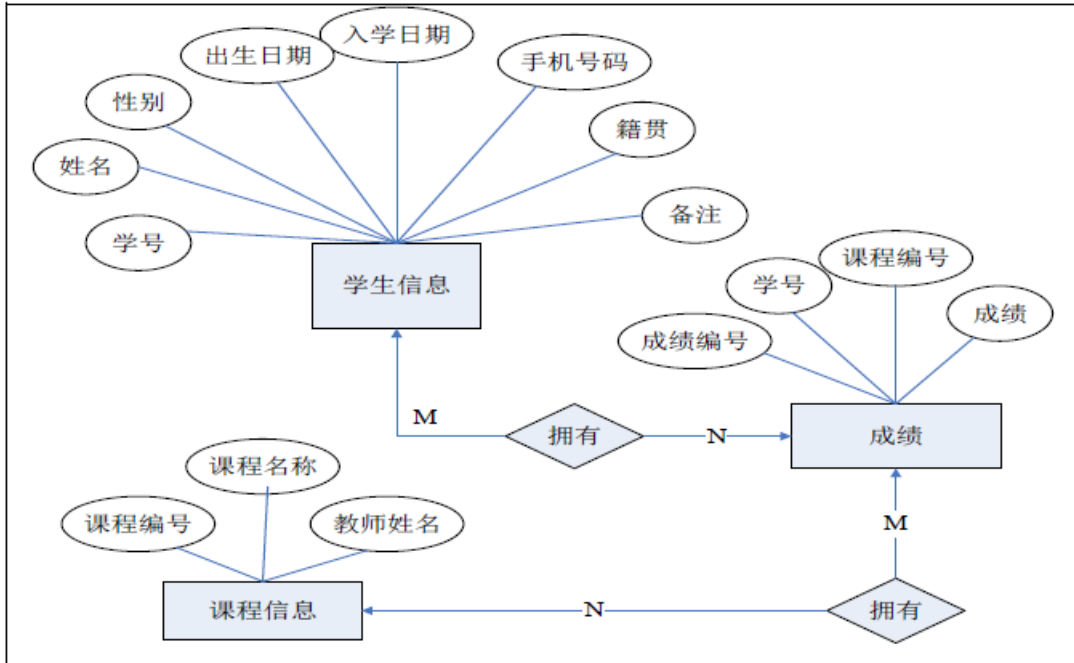 入学日期
出生日期
手机号码
性别
籍贯
姓名
备注
学号
学生信息
课程编号
学号
成绩
成绩编号
M
拥有
N
成绩
课程名称
课程编号
教师姓名
M
课程信息
N
拥有